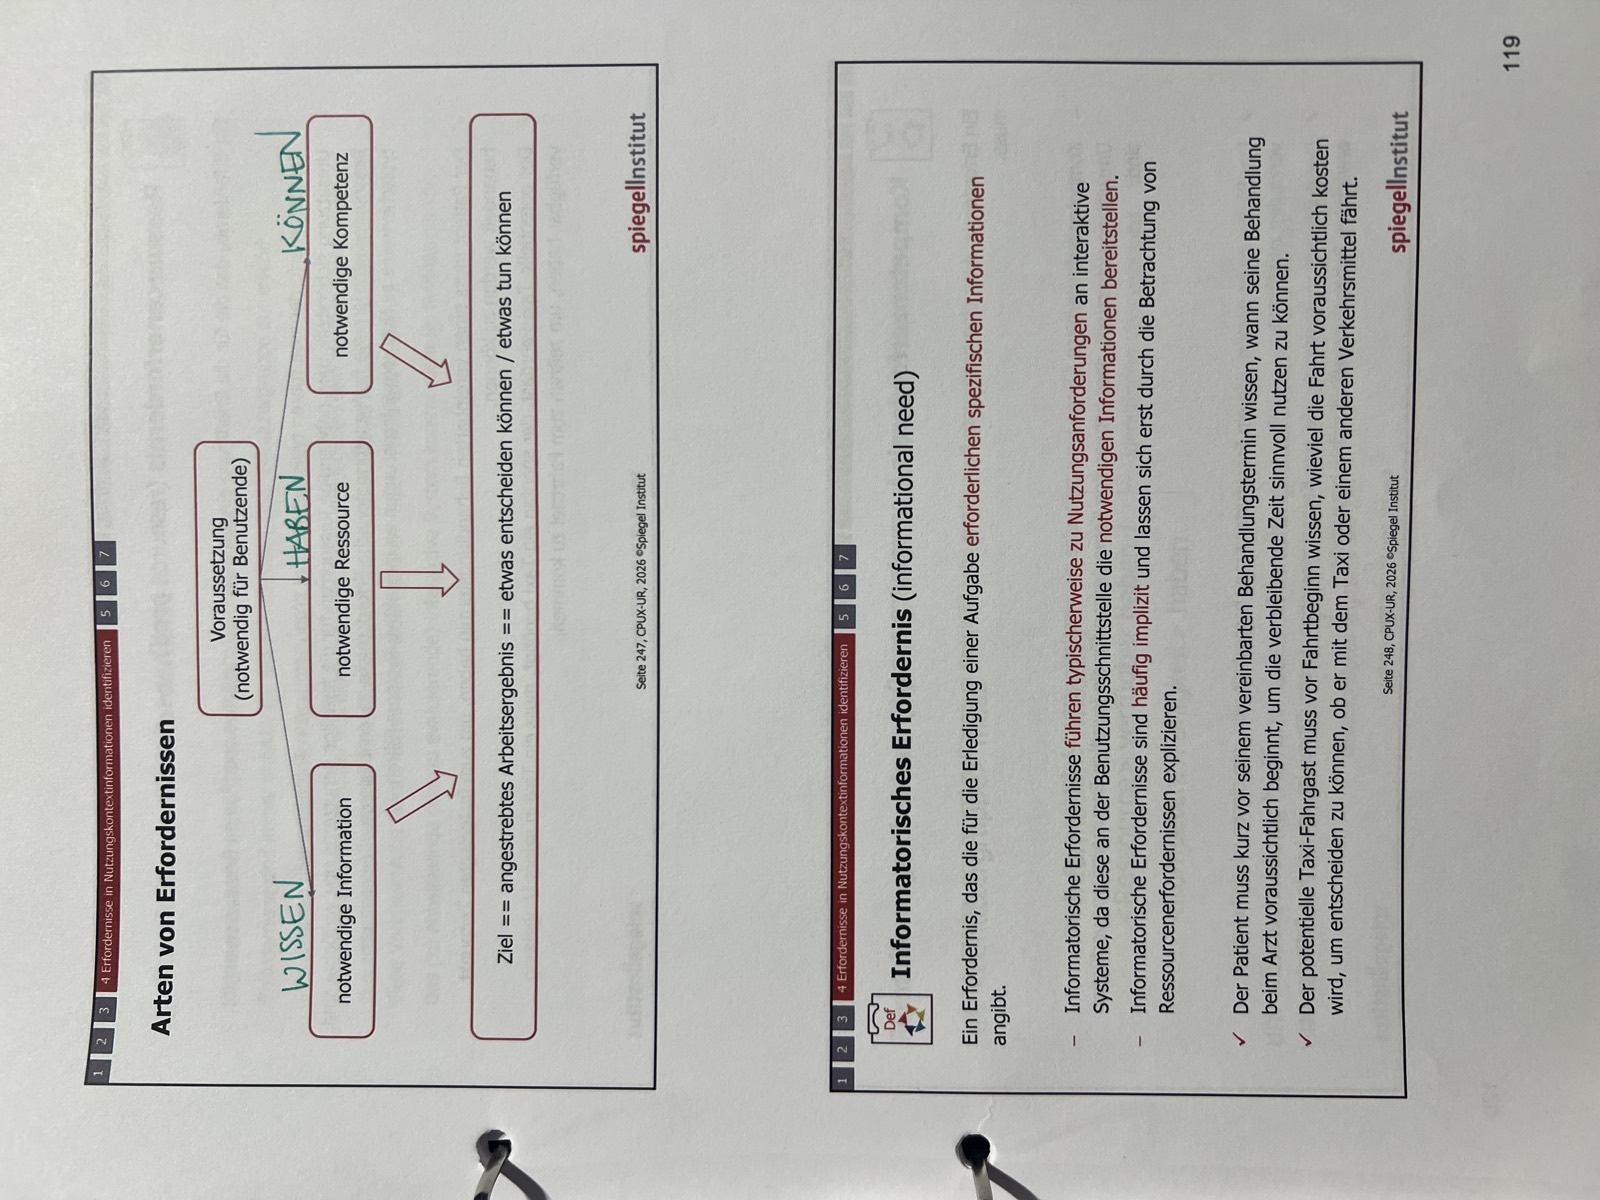 1 2 3 4 Erfordernisse in Nutzungskontextinformationen identifizieren 5 6 7
Arten von Erfordernissen
Voraussetzung
(notwendig für Benutzende)
WISSEN HABEN KÖNNEN
notwendige Information notwendige Ressource notwendige Kompetenz
Ziel == angestrebtes Arbeitsergebnis == etwas entscheiden können / etwas tun können
Seite 247, CPUX-UR, 2026 ©Spiegel Institut spiegelInstitut
1 2 3 4 Erfordernisse in Nutzungskontextinformationen identifizieren 5 6 7
Def
Informatorisches Erfordernis (informational need)
Ein Erfordernis, das die für die Erledigung einer Aufgabe erforderlichen spezifischen Informationen
angibt.
– Informatorische Erfordernisse führen typischerweise zu Nutzungsanforderungen an interaktive
Systeme, da diese an der Benutzungsschnittstelle die notwendigen Informationen bereitstellen.
– Informatorische Erfordernisse sind häufig implizit und lassen sich erst durch die Betrachtung von
Ressourcenerfordernissen explizieren.
✓ Der Patient muss kurz vor seinem vereinbarten Behandlungstermin wissen, wann seine Behandlung
beim Arzt voraussichtlich beginnt, um die verbleibende Zeit sinnvoll nutzen zu können.
✓ Der potentielle Taxi-Fahrgast muss vor Fahrtbeginn wissen, wieviel die Fahrt voraussichtlich kosten
wird, um entscheiden zu können, ob er mit dem Taxi oder einem anderen Verkehrsmittel fährt.
Seite 248, CPUX-UR, 2026 ©Spiegel Institut spiegelInstitut
119